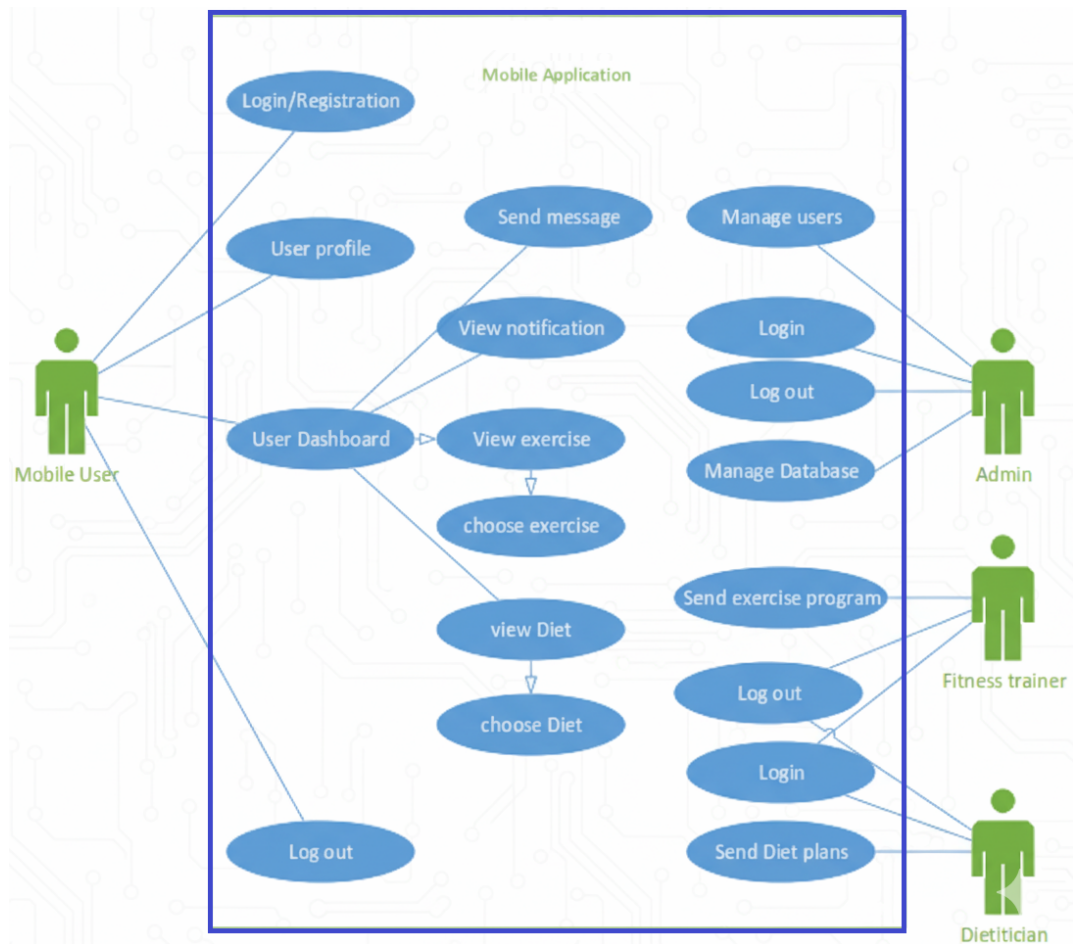 Mobile Application
Login/Registration
User profile
Send message
Manage users
View notification
Login
Log out
User Dashboard
View exercise
Manage Database
Mobile User
Admin
choose exercise
Send exercise program
view Diet
Fitness trainer
Log out
choose Diet
Login
Log out
Send Diet plans
Dietitician